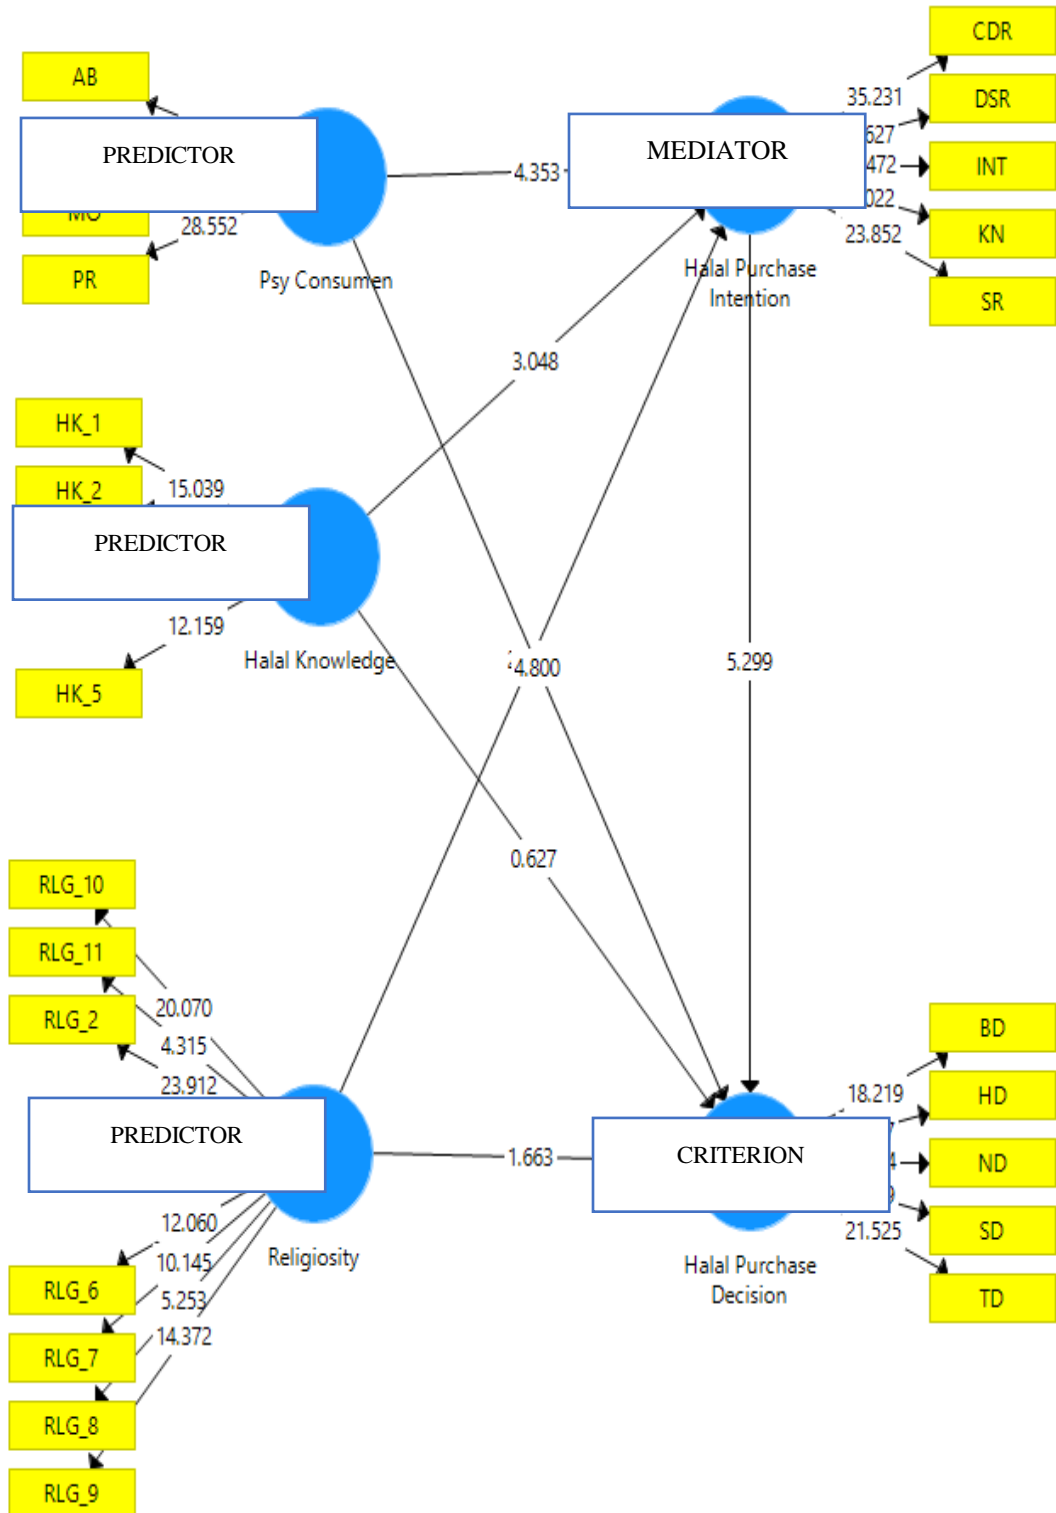 CDR
AB
35.231
DSR
.627
PREDICTOR
MEDIATOR
4.353
.472
INT
.022
28.552
KN
23.852
PR
Psy Consumen
Halal Purchase
Intention
SR
3.048
HK_1
HK_2
15.039
PREDICTOR
12.159
Halal Knowledge
4.800
5.299
HK_5
0.627
RLG_10
RLG_11
20.070
RLG_2
4.315
23.912
BD
18.219
HD
PREDICTOR
1.663
CRITERION
ND
12.060
SD
21.525
Religiosity
10.145
Halal Purchase
Decision
RLG_6
5.253
TD
14.372
RLG_7
RLG_8
RLG_9